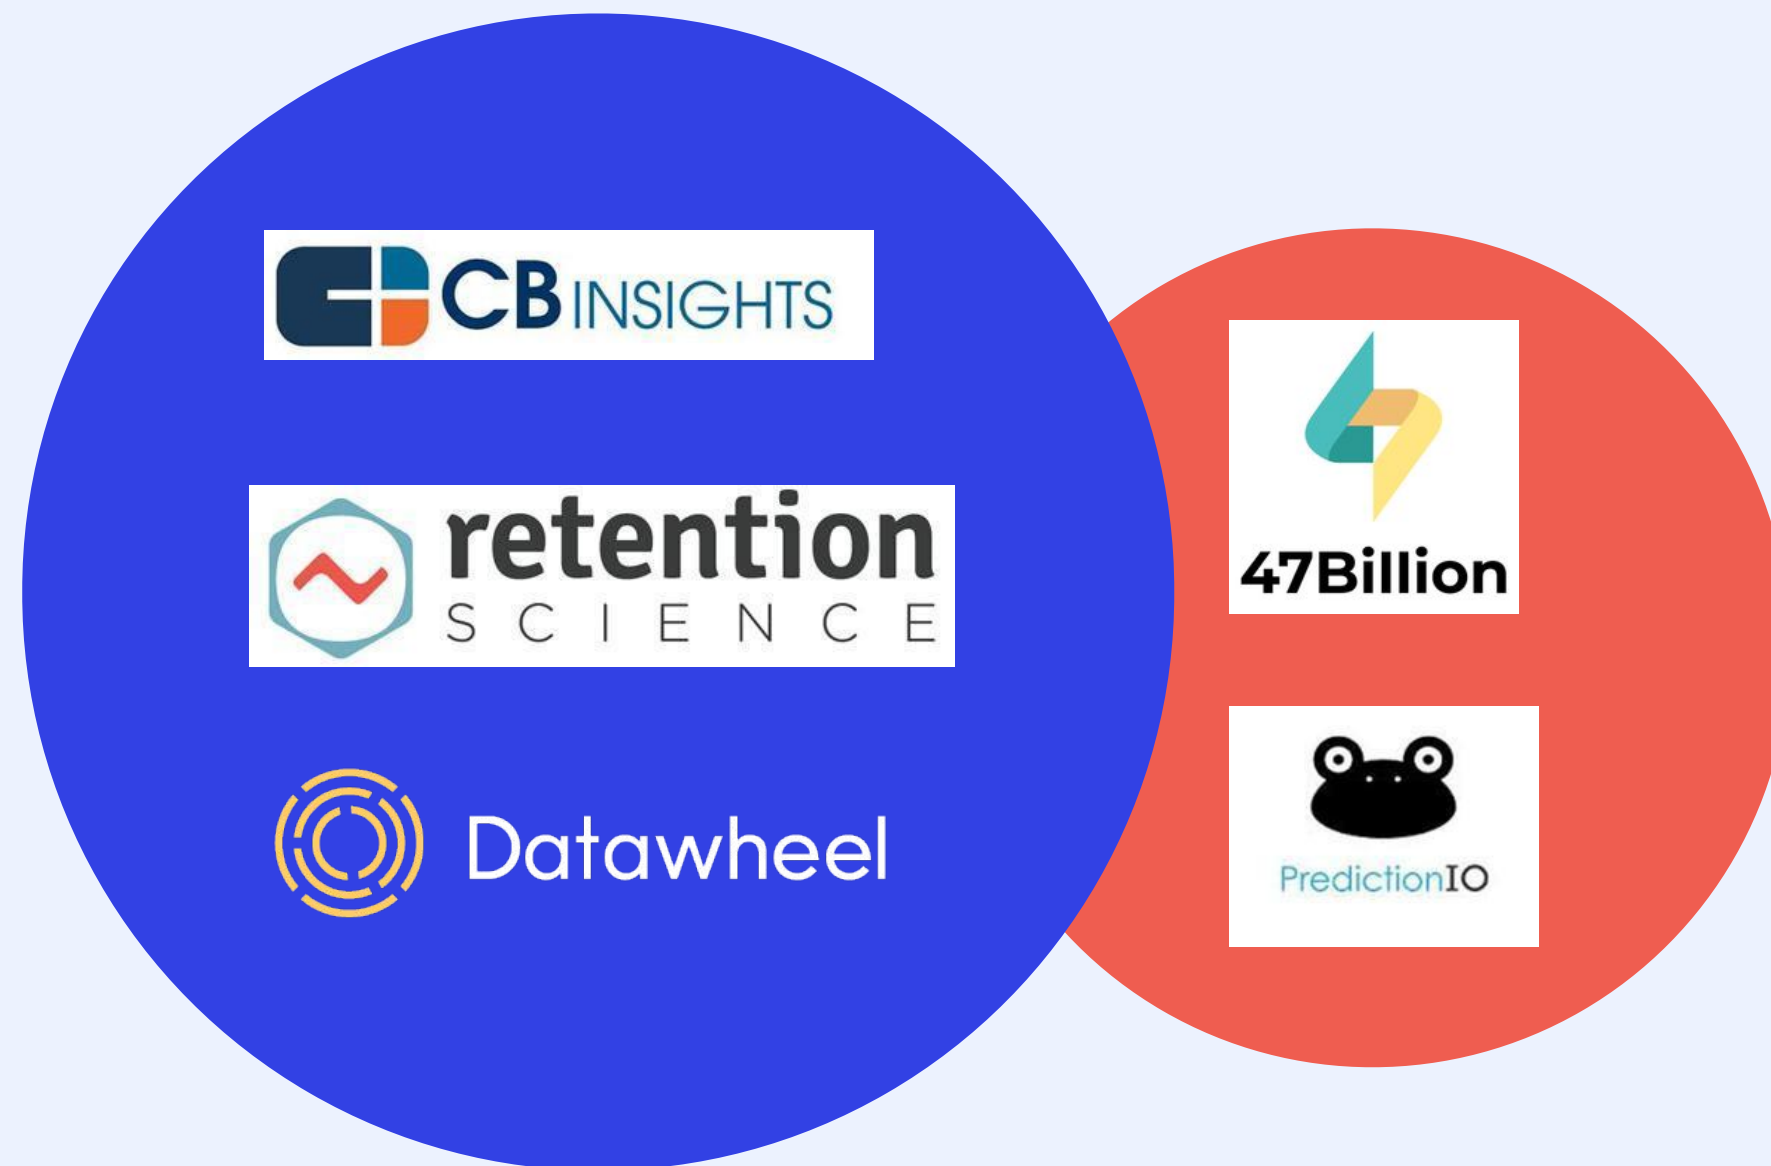 CB INSIGHTS
retention
SCIENCE
Datawheel
47Billion
PredictionIO